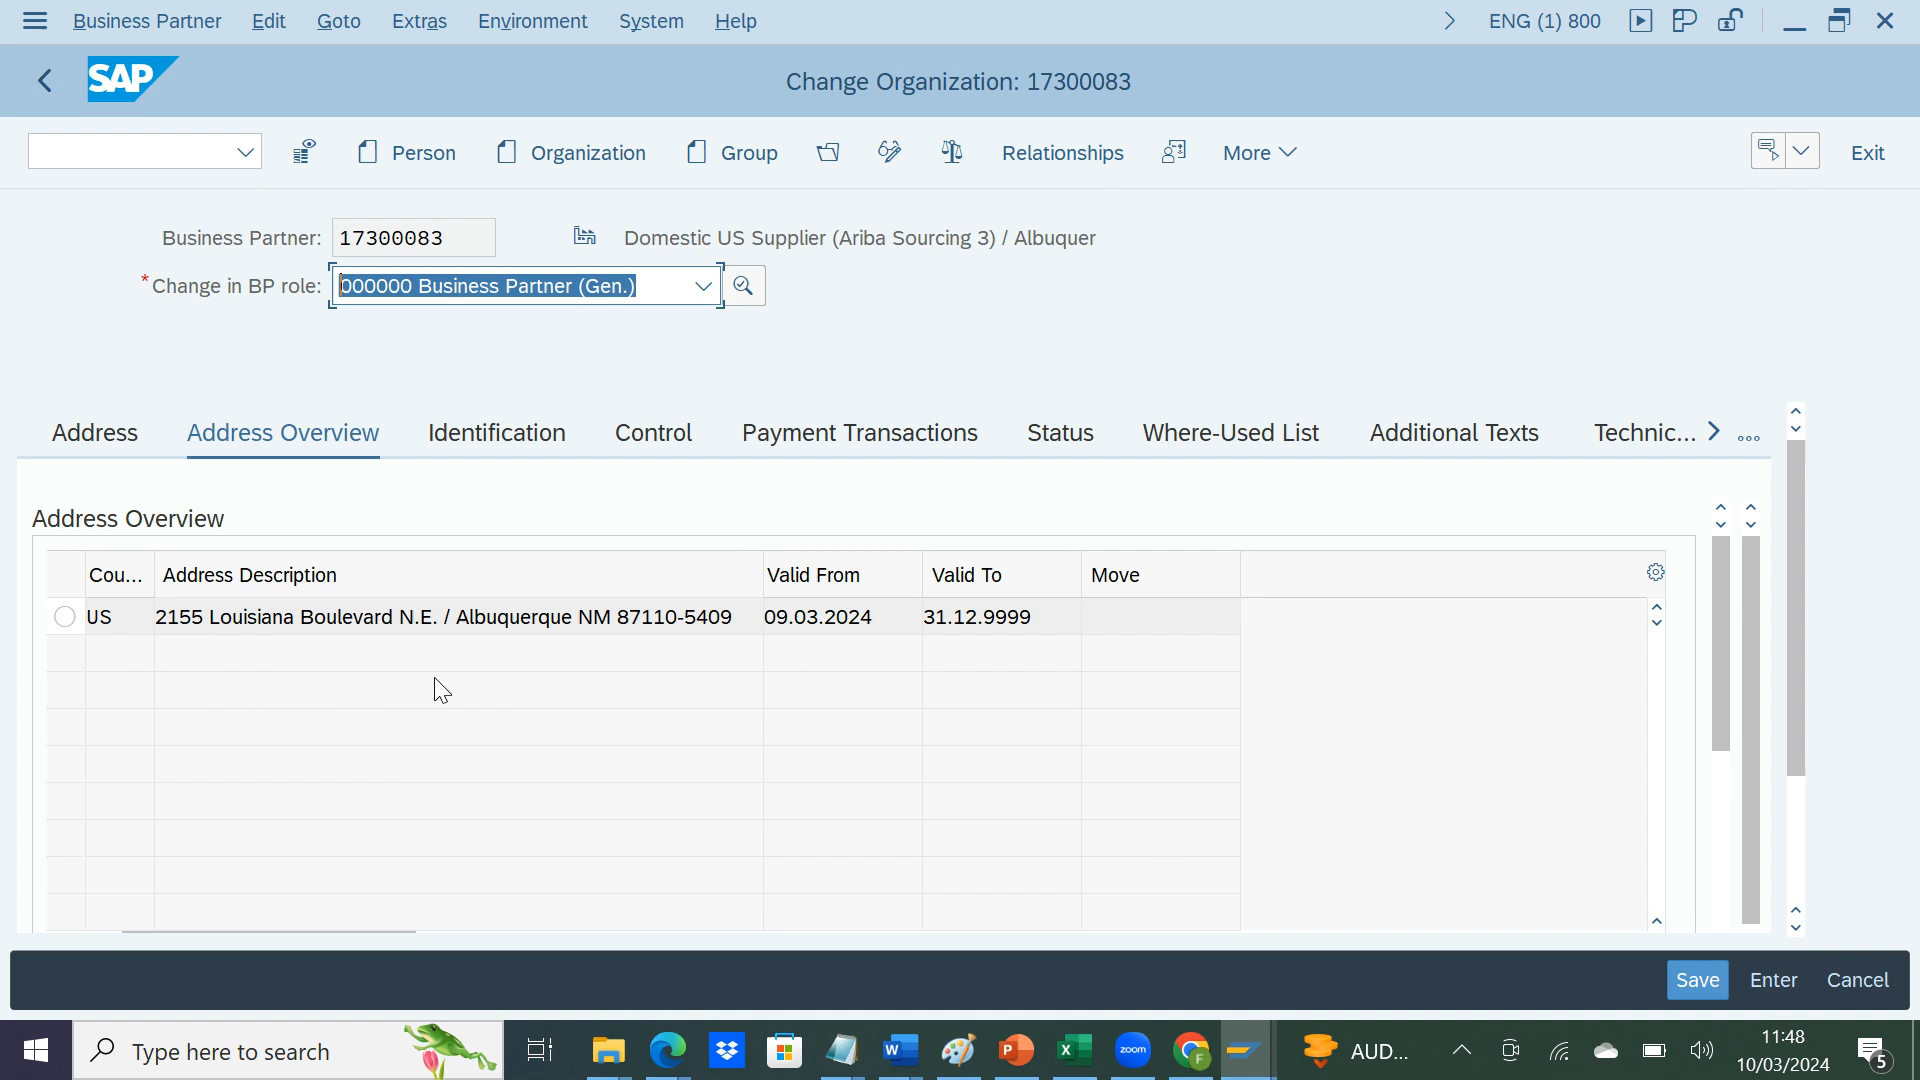 Business Partner Edit Goto Extras Environment System Help ENG (1) 800
SAP Change Organization: 17300083
Person Organization Group Relationships More Exit
Business Partner: 17300083 Domestic US Supplier (Ariba Sourcing 3) / Albuquer
* Change in BP role: 000000 Business Partner (Gen.)
Address Address Overview Identification Control Payment Transactions Status Where-Used List Additional Texts Technic...
Address Overview
Cou... Address Description Valid From Valid To Move
US 2155 Louisiana Boulevard N.E. / Albuquerque NM 87110-5409 09.03.2024 31.12.9999
Save Enter Cancel
Type here to search zoom AUD... 11:48
10/03/2024 5